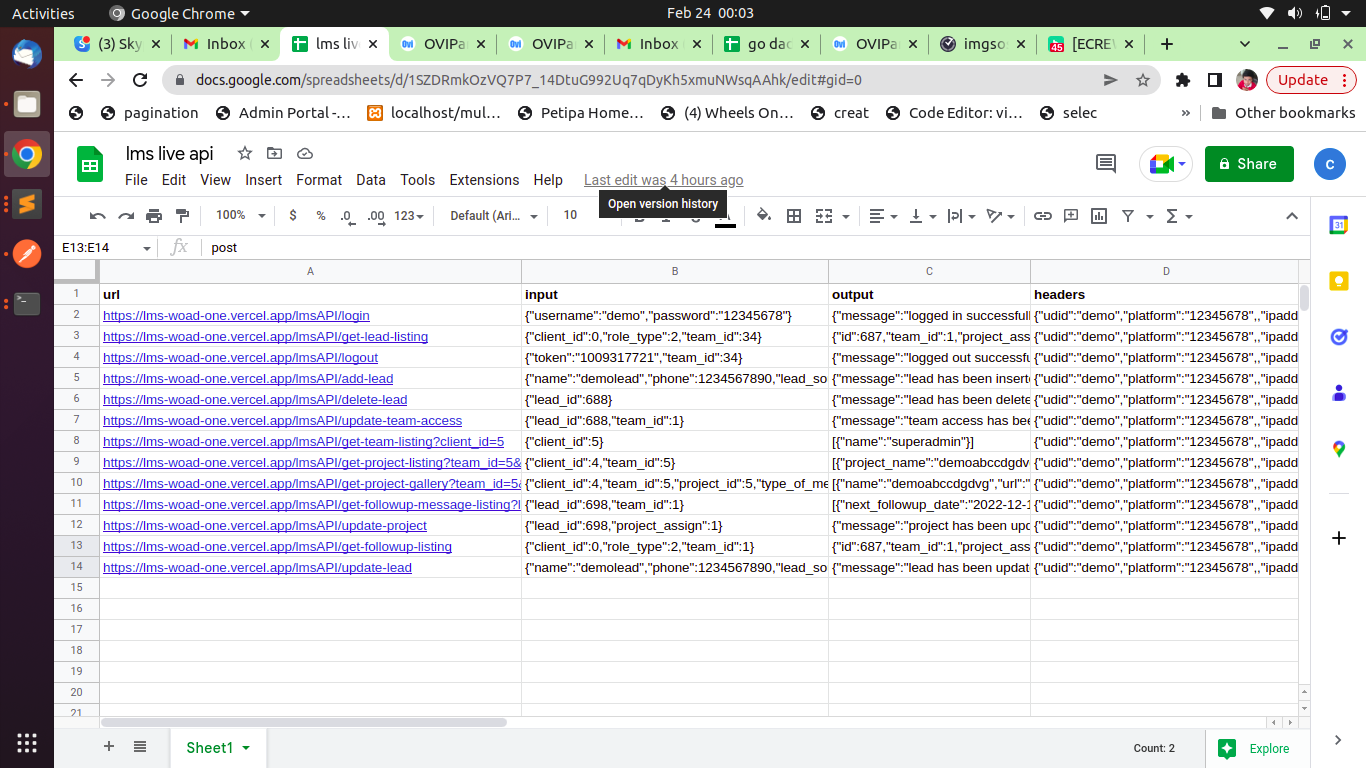 Activities Google Chrome Feb 24 00:03
(3) Sky Inbox ( lms liv OVIPa OVIPa Inbox go dac OVIPa imgso [ECRE
45
docs.google.com/spreadsheets/d/1SZDRmkOzVQ7P7_14DtuG992Uq7qDyKh5xmuNWsqAAhk/edit#gid=0 Update
pagination Admin Portal -... localhost/mul... Petipa Home... (4) Wheels On... creat Code Editor: vi... selec » Other bookmarks
lms live api
File Edit View Insert Format Data Tools Extensions Help Last edit was 4 hours ago
Share
c
Open version history
100% $ % .0 .00 123 Default (Ari... 10
E13:E14 fx post
A B C D
1 url input output headers
2 https://lms-woad-one.vercel.app/lmsAPI/login {"username":"demo","password":"12345678"} {"message":"logged in successfull {"udid":"demo","platform":"12345678",,"ipadd
3 https://lms-woad-one.vercel.app/lmsAPI/get-lead-listing {"client_id":0,"role_type":2,"team_id":34} {"id":687,"team_id":1,"project_ass {"udid":"demo","platform":"12345678",,"ipadd
4 https://lms-woad-one.vercel.app/lmsAPI/logout {"token":"1009317721","team_id":34} {"message":"logged out successfu {"udid":"demo","platform":"12345678",,"ipadd
5 https://lms-woad-one.vercel.app/lmsAPI/add-lead {"name":"demolead","phone":1234567890,"lead_so {"message":"lead has been insert {"udid":"demo","platform":"12345678",,"ipadd
6 https://lms-woad-one.vercel.app/lmsAPI/delete-lead {"lead_id":688} {"message":"lead has been delete {"udid":"demo","platform":"12345678",,"ipadd
7 https://lms-woad-one.vercel.app/lmsAPI/update-team-access {"lead_id":688,"team_id":1} {"message":"team access has bee {"udid":"demo","platform":"12345678",,"ipadd
8 https://lms-woad-one.vercel.app/lmsAPI/get-team-listing?client_id=5 {"client_id":5} [{"name":"superadmin"}] {"udid":"demo","platform":"12345678",,"ipadd
9 https://lms-woad-one.vercel.app/lmsAPI/get-project-listing?team_id=5& {"client_id":4,"team_id":5} [{"project_name":"demoabccdgdv {"udid":"demo","platform":"12345678",,"ipadd
10 https://lms-woad-one.vercel.app/lmsAPI/get-project-gallery?team_id=5& {"client_id":4,"team_id":5,"project_id":5,"type_of_me [{"name":"demoabccdgdvg","url":" {"udid":"demo","platform":"12345678",,"ipadd
11 https://lms-woad-one.vercel.app/lmsAPI/get-followup-message-listing?l {"lead_id":698,"team_id":1} [{"next_followup_date":"2022-12-1 {"udid":"demo","platform":"12345678",,"ipadd
12 https://lms-woad-one.vercel.app/lmsAPI/update-project {"lead_id":698,"project_assign":1} {"message":"project has been upd {"udid":"demo","platform":"12345678",,"ipadd
13 https://lms-woad-one.vercel.app/lmsAPI/get-followup-listing {"client_id":0,"role_type":2,"team_id":1} {"id":687,"team_id":1,"project_ass {"udid":"demo","platform":"12345678",,"ipadd
14 https://lms-woad-one.vercel.app/lmsAPI/update-lead {"name":"demolead","phone":1234567890,"lead_so {"message":"lead has been updat {"udid":"demo","platform":"12345678",,"ipadd
15
16
17
18
19
20
21
Sheet1 Count: 2 Explore